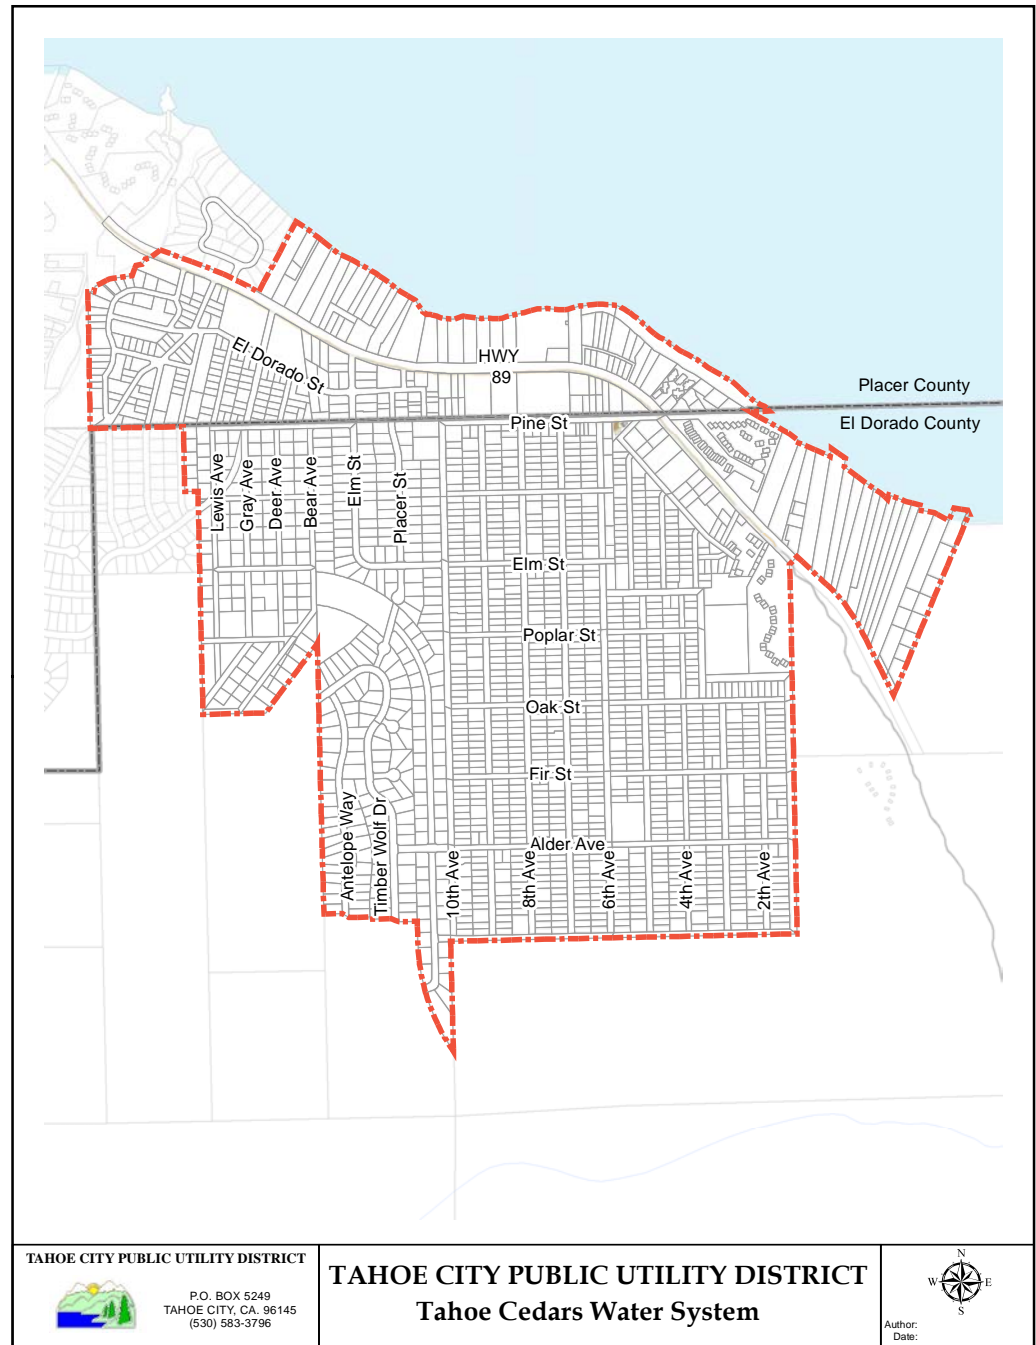 El Dorado St
HWY
89
Placer County
El Dorado County
Pine St
Lewis Ave
Gray Ave
Deer Ave
Bear Ave
Elm St
Placer St
Elm St
Poplar St
Oak St
Fir St
Alder Ave
Antelope Way
Timber Wolf Dr
10th Ave
8th Ave
6th Ave
4th Ave
2th Ave
TAHOE CITY PUBLIC UTILITY DISTRICT
P.O. BOX 5249
TAHOE CITY, CA. 96145
(530) 583-3796
TAHOE CITY PUBLIC UTILITY DISTRICT
Tahoe Cedars Water System
N
W E
S
Author:
Date: